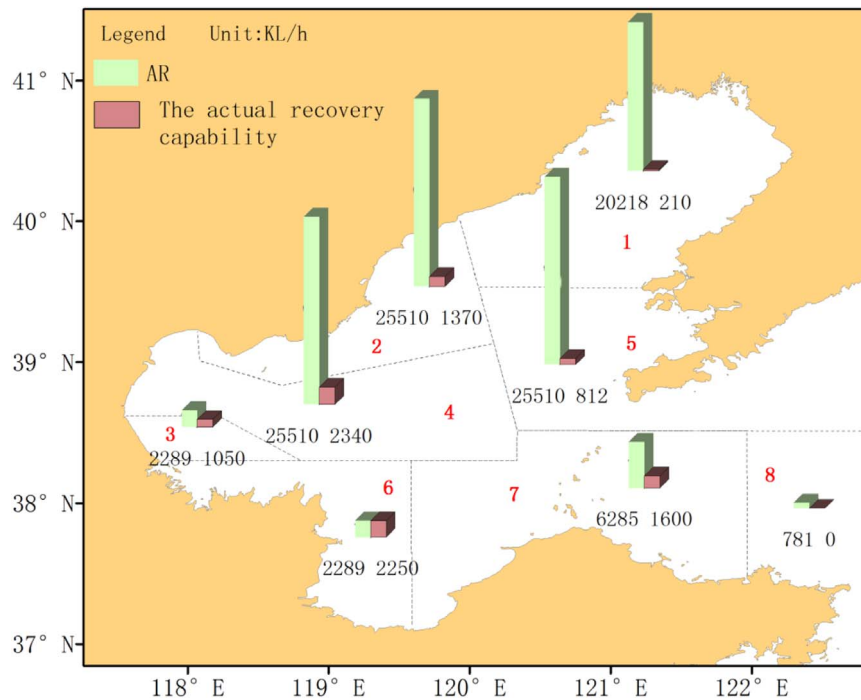 Legend Unit:KL/h
AR
The actual recovery
capability
41° N
20218 210
40° N
1
25510 1370
2
5
39° N
25510 812
4
25510 2340
3
2289 1050
6
7
8
38° N
6285 1600
781 0
2289 2250
37° N
118° E 119° E 120° E 121° E 122° E